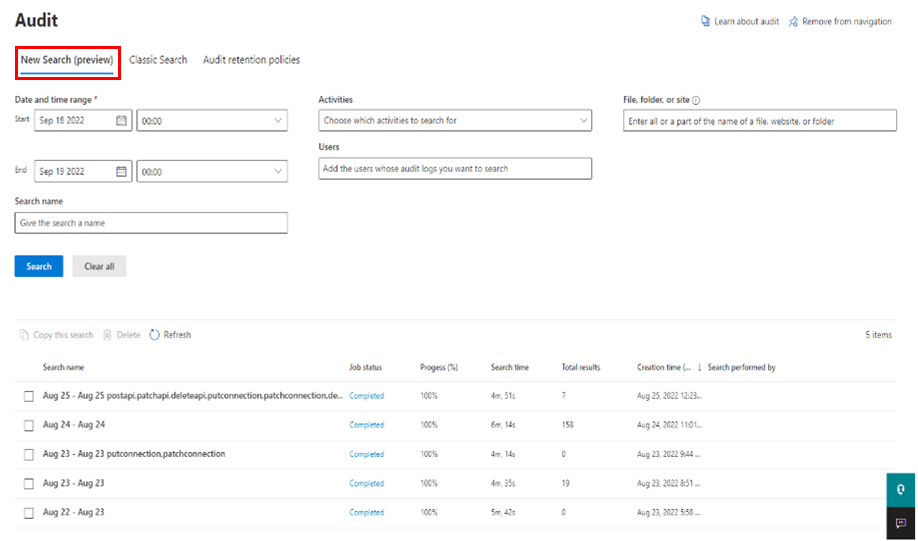 Audit
Learn about audit Remove from navigation
New Search (preview) Classic Search Audit retention policies
Date and time range * Activities File, folder, or site
Start Sep 18 2022 00:00 Choose which activities to search for Enter all or a part of the name of a file, website, or folder
Users
End Sep 19 2022 00:00 Add the users whose audit logs you want to search
Search name
Give the search a name
Search Clear all
Copy this search Delete Refresh 5 items
Search name Job status Progess (%) Search time Total results Creation time (... ↓ Search performed by
Aug 25 - Aug 25 postapi,patchapi,deleteapi,putconnection,patchconnection,de... Completed 100% 4m, 51s 7 Aug 25, 2022 12:23...
Aug 24 - Aug 24 Completed 100% 6m, 14s 158 Aug 24, 2022 11:01...
Aug 23 - Aug 23 putconnection,patchconnection Completed 100% 4m, 14s 0 Aug 23, 2022 9:44 ...
Aug 23 - Aug 23 Completed 100% 4m, 35s 19 Aug 23, 2022 8:51 ...
Aug 22 - Aug 23 Completed 100% 5m, 42s 0 Aug 23, 2022 5:58 ...